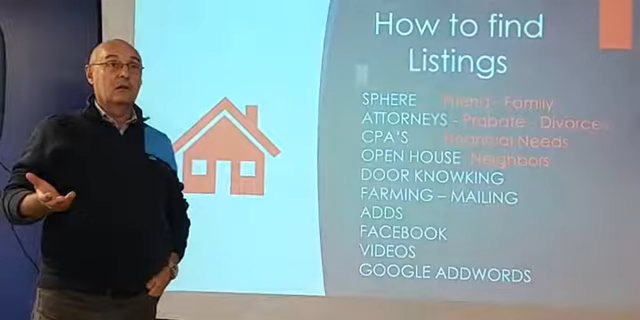 How to find
Listings
SPHERE Friend - Family
ATTORNEYS - Probate - Divorces
CPA'S Financial Needs
OPEN HOUSE Neighbors
DOOR KNOWKING
FARMING – MAILING
ADDS
FACEBOOK
VIDEOS
GOOGLE ADDWORDS